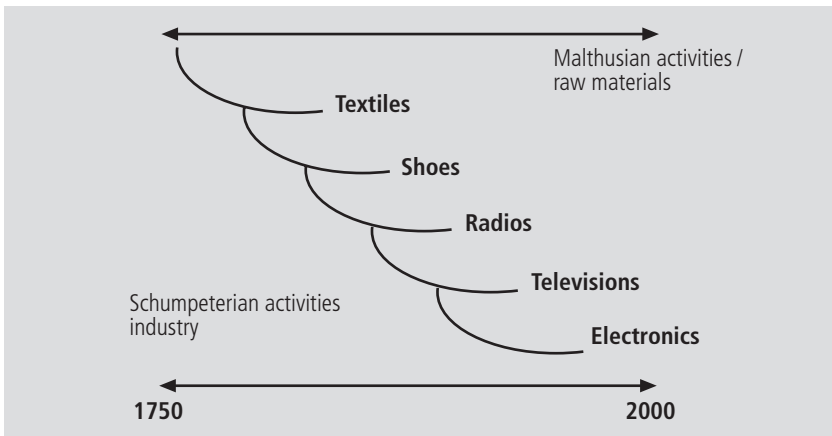 Malthusian activities /
raw materials
Textiles
Shoes
Radios
Televisions
Schumpeterian activities
industry
Electronics
1750
2000